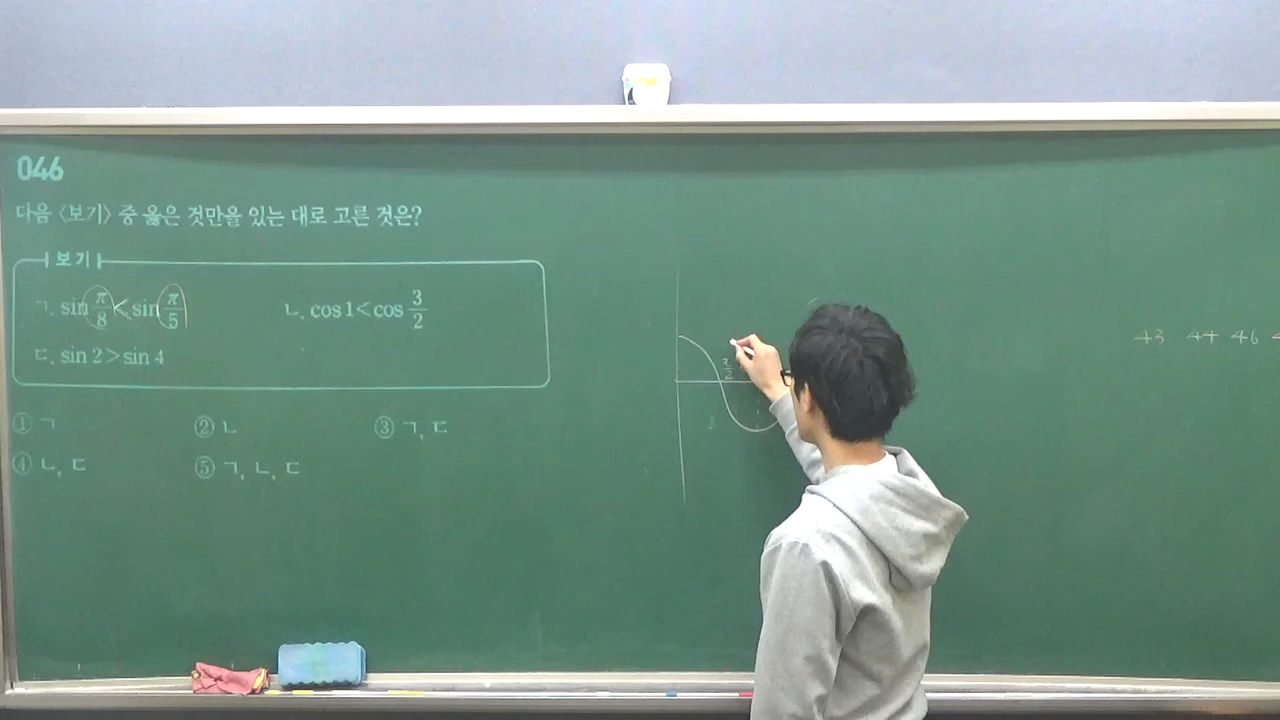 046
다음 〈보기〉 중 옳은 것만을 있는 대로 고른 것은?
보기
ㄱ. sin π/8 < sin π/5 ㄴ. cos 1 < cos 3/2
ㄷ. sin 2 > sin 4
① ㄱ ② ㄴ ③ ㄱ, ㄷ
④ ㄴ, ㄷ ⑤ ㄱ, ㄴ, ㄷ
π/2
43 44 46